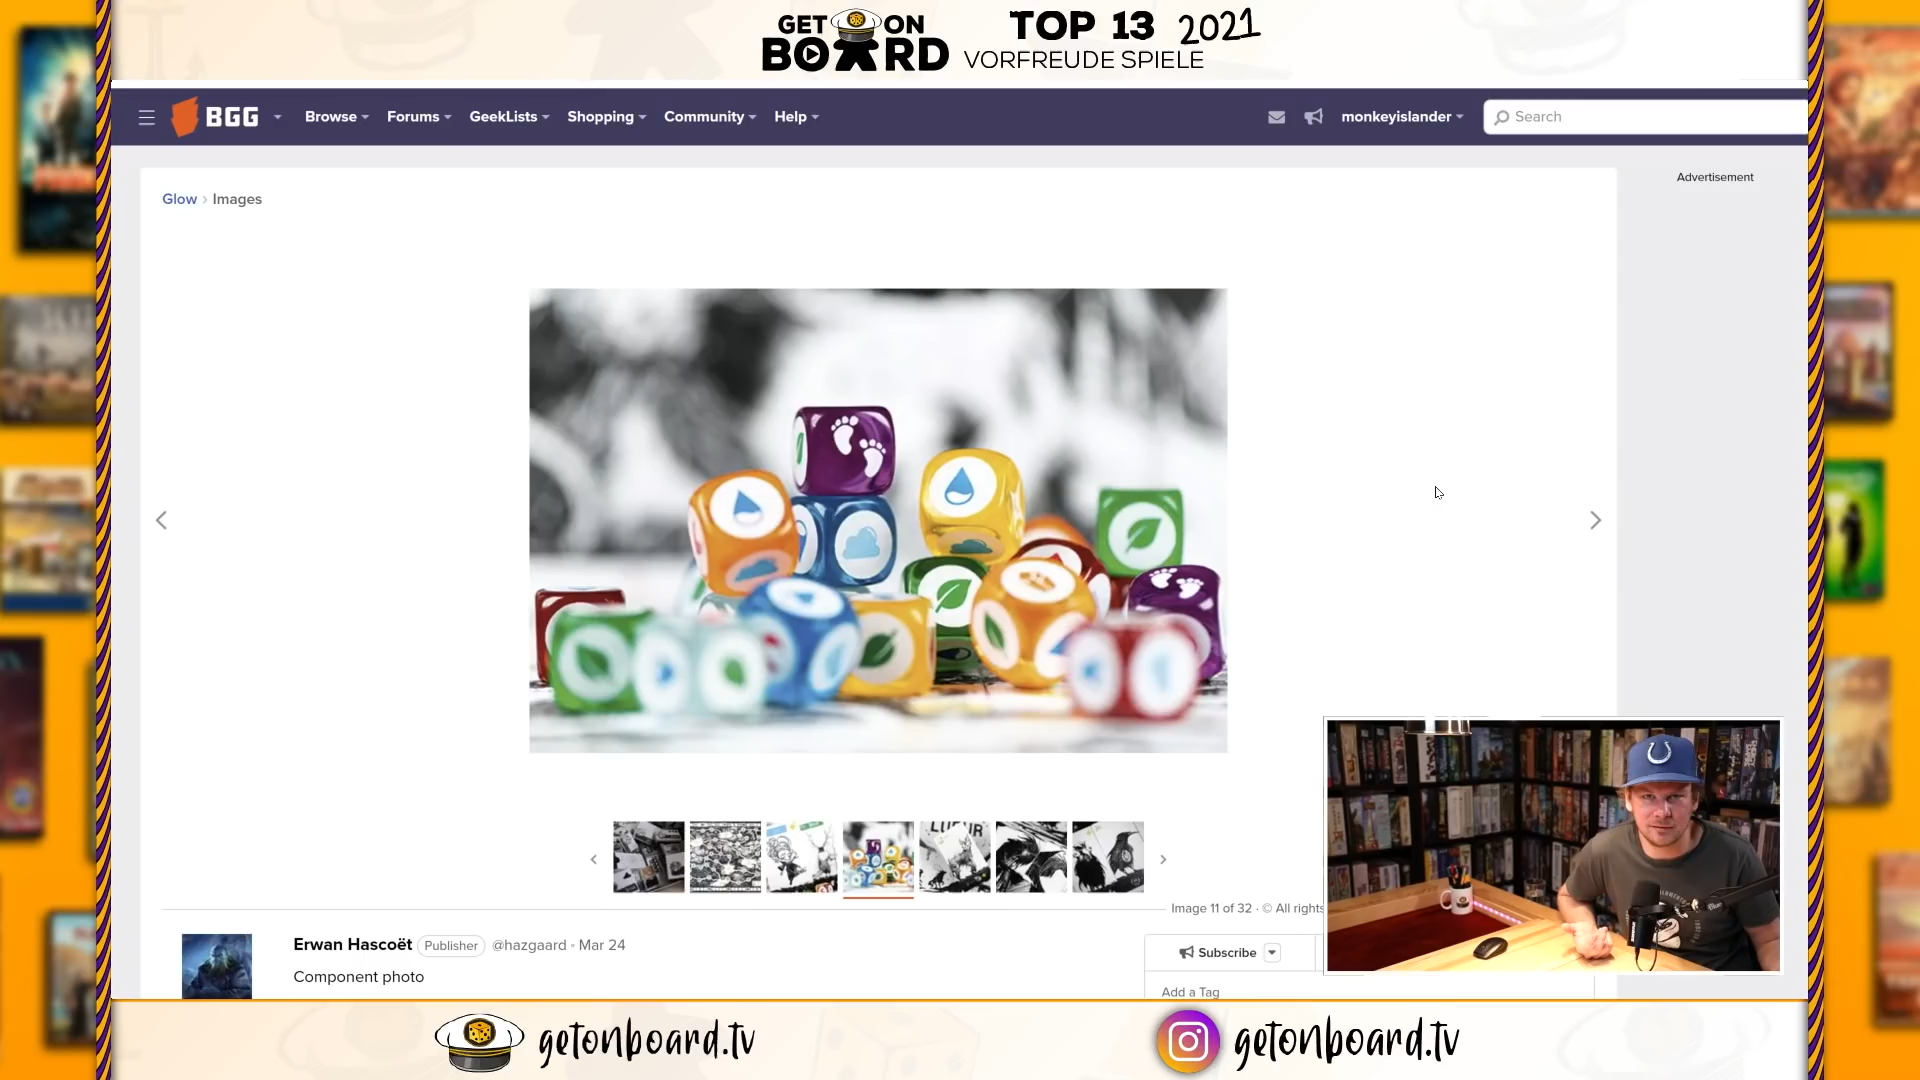 GET ON
BOARD
TOP 13 2021
VORFREUDE SPIELE
BGG
Browse
Forums
GeekLists
Shopping
Community
Help
monkeyislander
Search
Glow › Images
Advertisement
LUEUR
Image 11 of 32 · © All rights
Erwan Hascoët Publisher @hazgaard • Mar 24
Subscribe
Component photo
Add a Tag
getonboard.tv
getonboard.tv